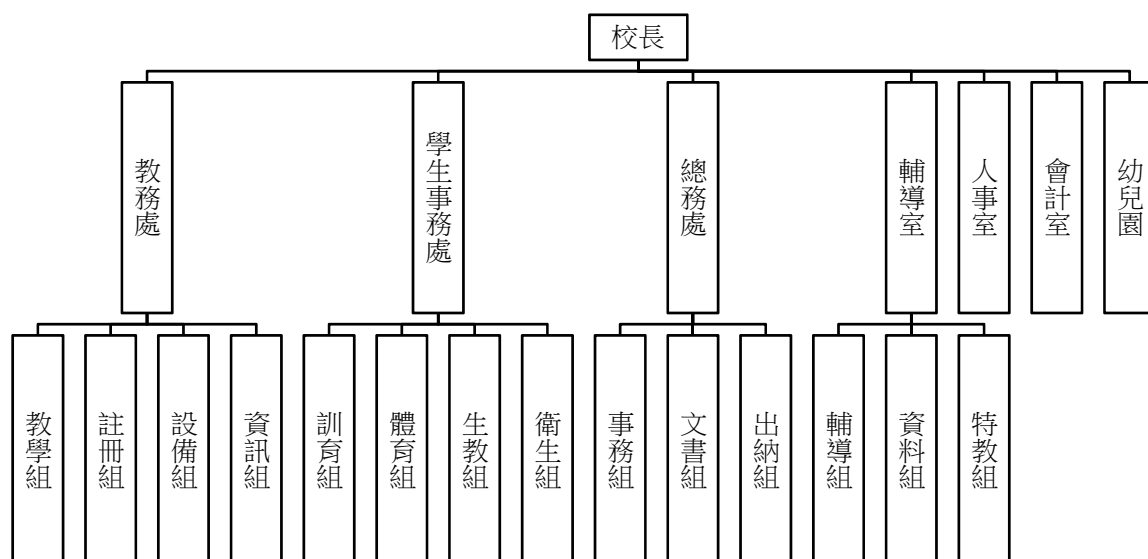 校長
教務處
學生事務處
總務處
輔導室
人事室
會計室
幼兒園
教學組
註冊組
設備組
資訊組
訓育組
體育組
生教組
衛生組
事務組
文書組
出納組
輔導組
資料組
特教組